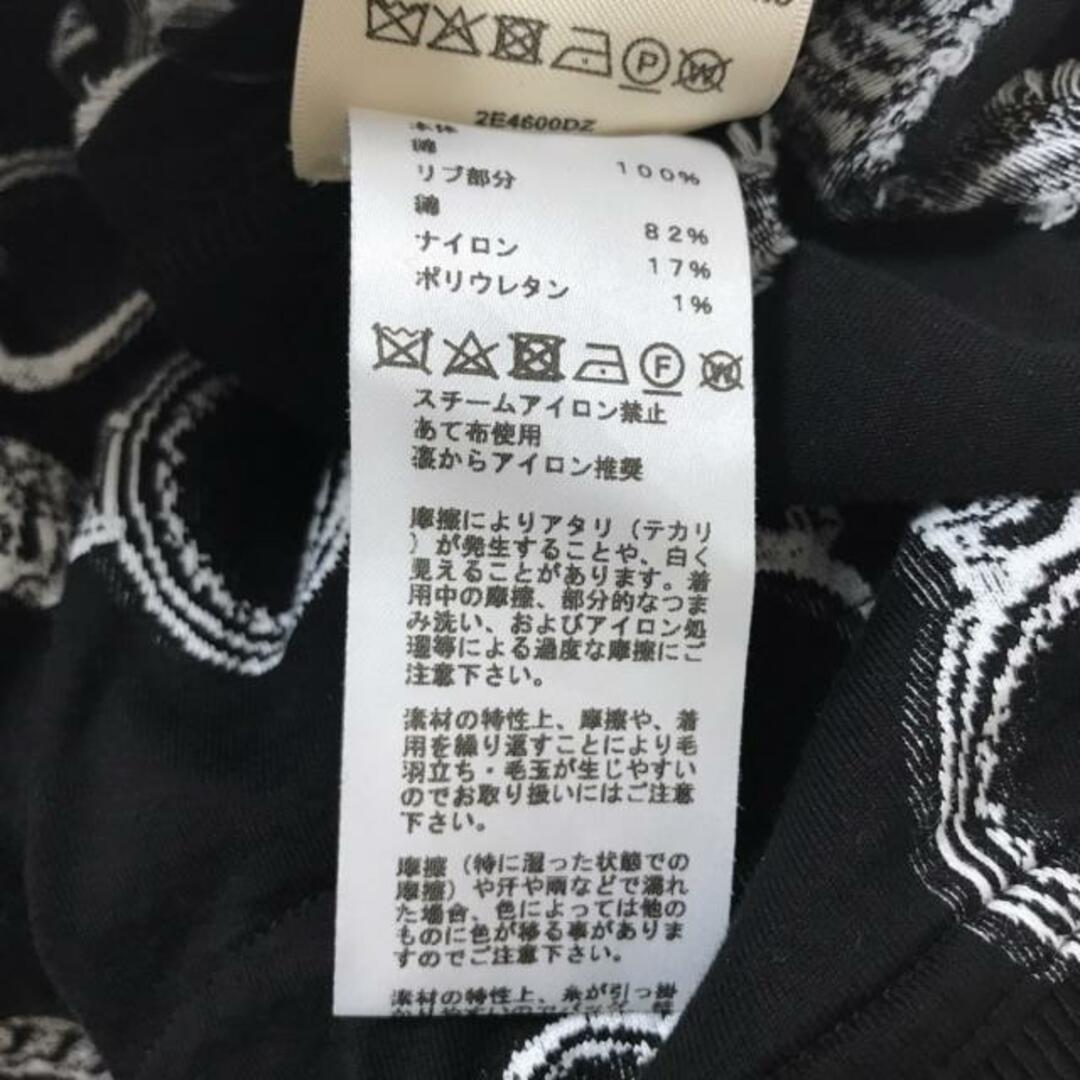 P W
2E4600DZ
本体
綿 100%
リブ部分
綿 82%
ナイロン 17%
ポリウレタン 1%
F W
スチームアイロン禁止
あて布使用
裏からアイロン推奨
摩擦によりアタリ（テカリ
）が発生することや、白く
見えることがあります。着
用中の摩擦、部分的なつま
み洗い、およびアイロン処
理等による過度な摩擦にご
注意下さい。
素材の特性上、摩擦や、着
用を繰り返すことにより毛
羽立ち・毛玉が生じやすい
のでお取り扱いにはご注意
下さい。
摩擦（特に湿った状態での
摩擦）や汗や雨などで濡れ
た場合、色によっては他の
ものに色が移る事がありま
すのでご注意下さい。
素材の特性上、糸が引っ掛